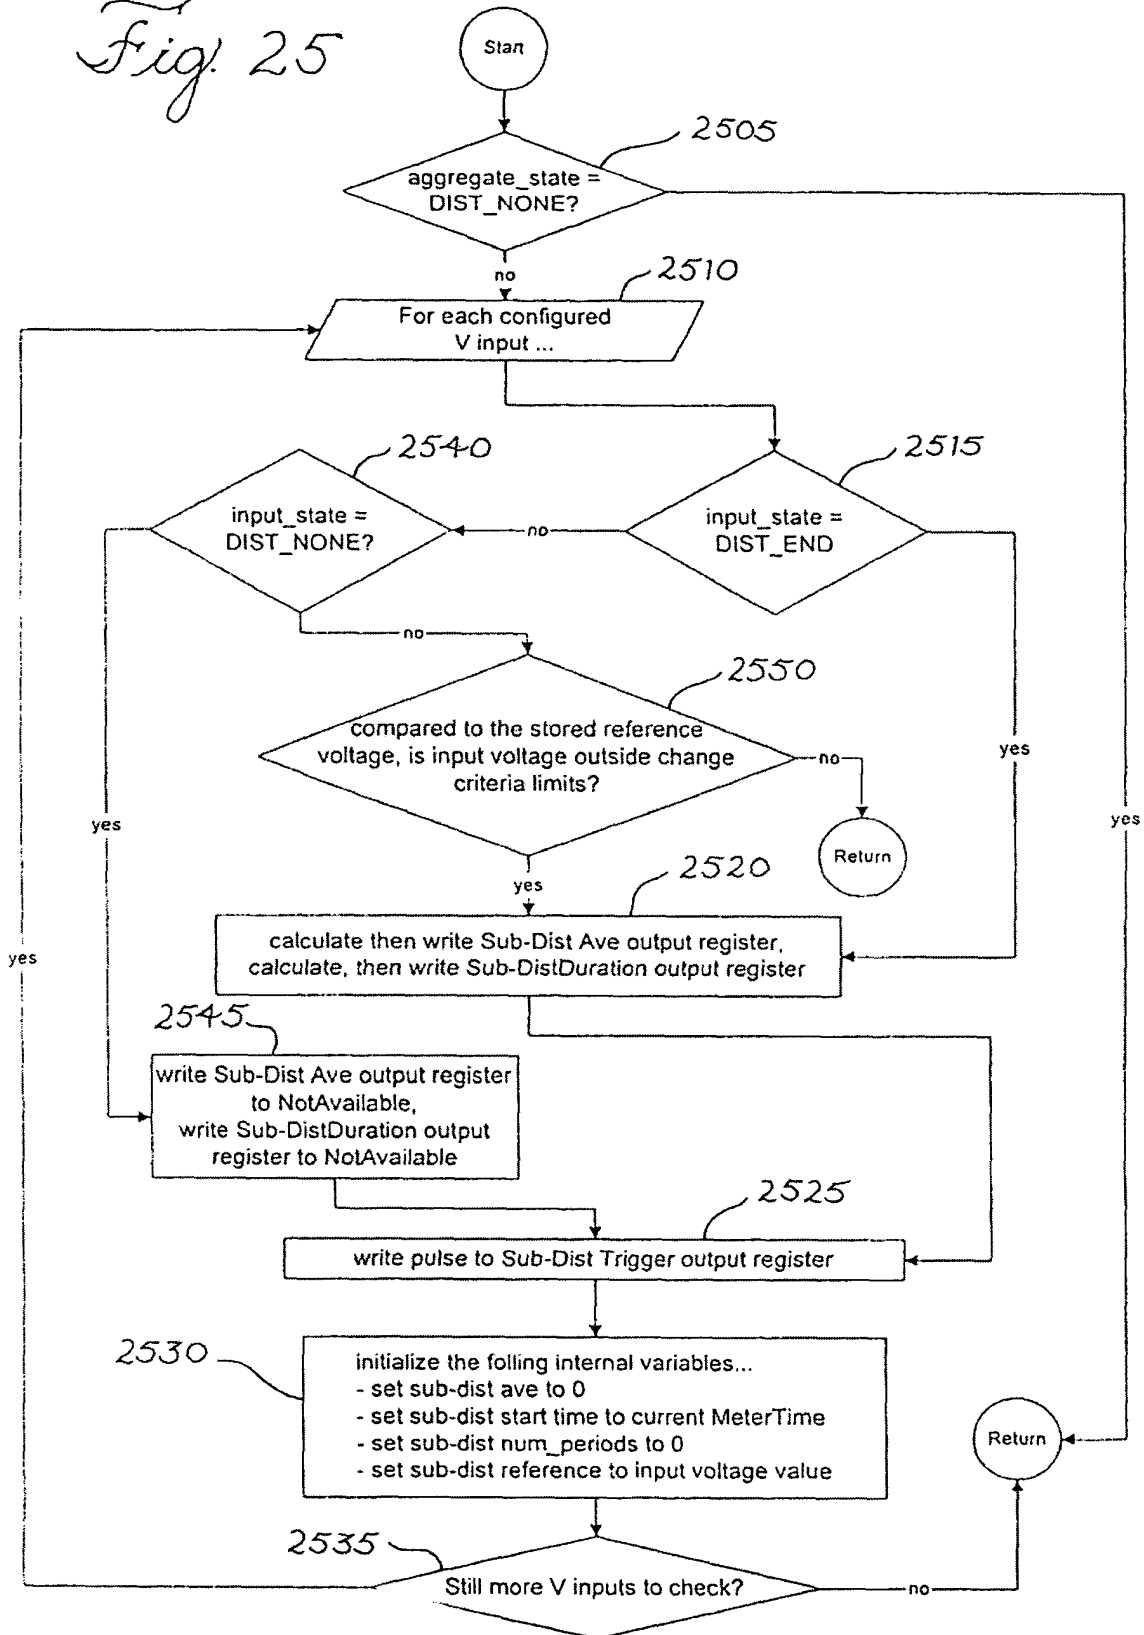 Fig. 25
Start
2505
aggregate_state =
DIST_NONE?
no
2510
For each configured
V input ...
2540
2515
input_state =
DIST_NONE?
no
input_state =
DIST_END
no
2550
compared to the stored reference
voltage, is input voltage outside change
criteria limits?
no
yes
yes
yes
Return
yes
2520
calculate then write Sub-Dist Ave output register,
calculate, then write Sub-DistDuration output register
yes
2545
write Sub-Dist Ave output register
to NotAvailable,
write Sub-DistDuration output
register to NotAvailable
2525
write pulse to Sub-Dist Trigger output register
2530
initialize the folling internal variables...
- set sub-dist ave to 0
- set sub-dist start time to current MeterTime
- set sub-dist num_periods to 0
- set sub-dist reference to input voltage value
Return
2535
Still more V inputs to check?
no